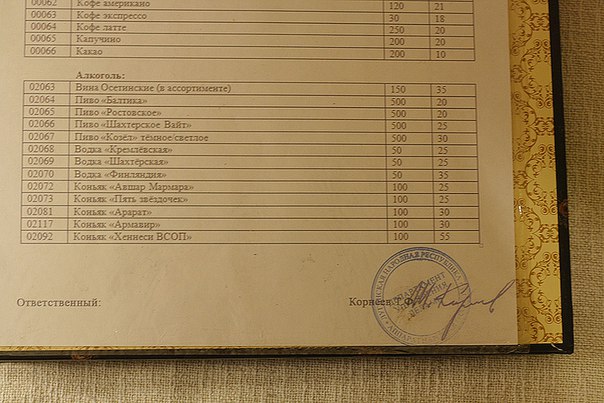 00062 Кофе американо 120 21
00063 Кофе экспрессо 30 18
00064 Кофе латте 250 20
00065 Капучино 200 20
00066 Какао 200 10
Алкоголь:
02063 Вина Осетинские (в ассортименте) 150 35
02064 Пиво «Балтика» 500 20
02065 Пиво «Ростовское» 500 20
02066 Пиво «Шахтерское Вайт» 500 25
02067 Пиво «Козёл» тёмное/светлое 500 30
02068 Водка «Кремлёвская» 50 25
02069 Водка «Шахтёрская» 50 25
02070 Водка «Финляндия» 50 35
02072 Коньяк «Авшар Мармара» 100 25
02073 Коньяк «Пять звёздочек» 100 25
02081 Коньяк «Арарат» 100 30
02117 Коньяк «Армавир» 100 30
02092 Коньяк «Хеннеси ВСОП» 100 55
Ответственный: Корнеев Г.Ф.
НАРОДНАЯ РЕСПУБЛИКА